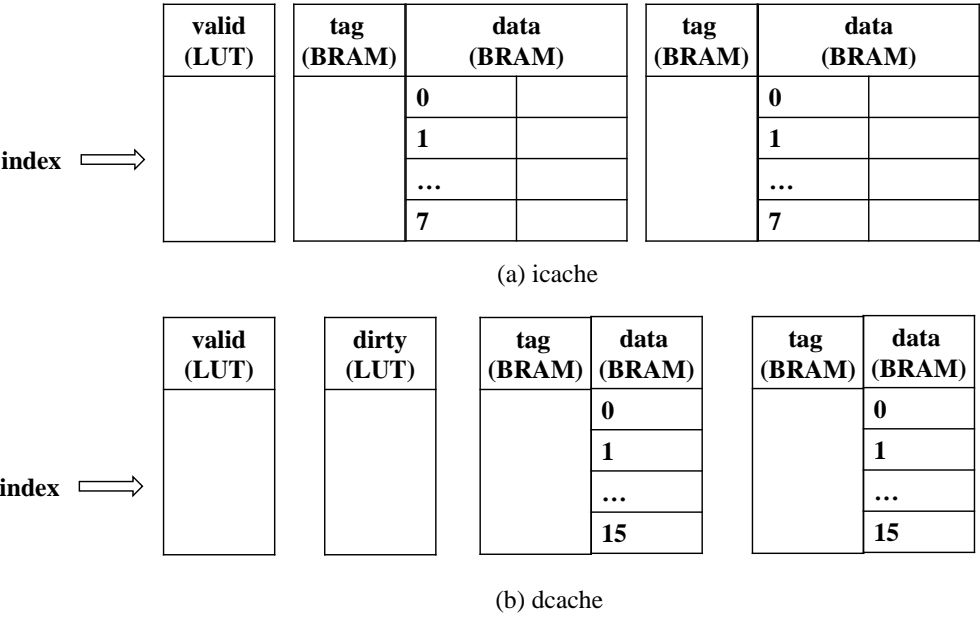 valid
(LUT)
tag
(BRAM)
data
(BRAM)
tag
(BRAM)
data
(BRAM)
0
0
1
1
index
...
...
7
7
(a) icache
valid
(LUT)
dirty
(LUT)
tag
(BRAM)
data
(BRAM)
tag
(BRAM)
data
(BRAM)
0
0
1
1
index
...
...
15
15
(b) dcache